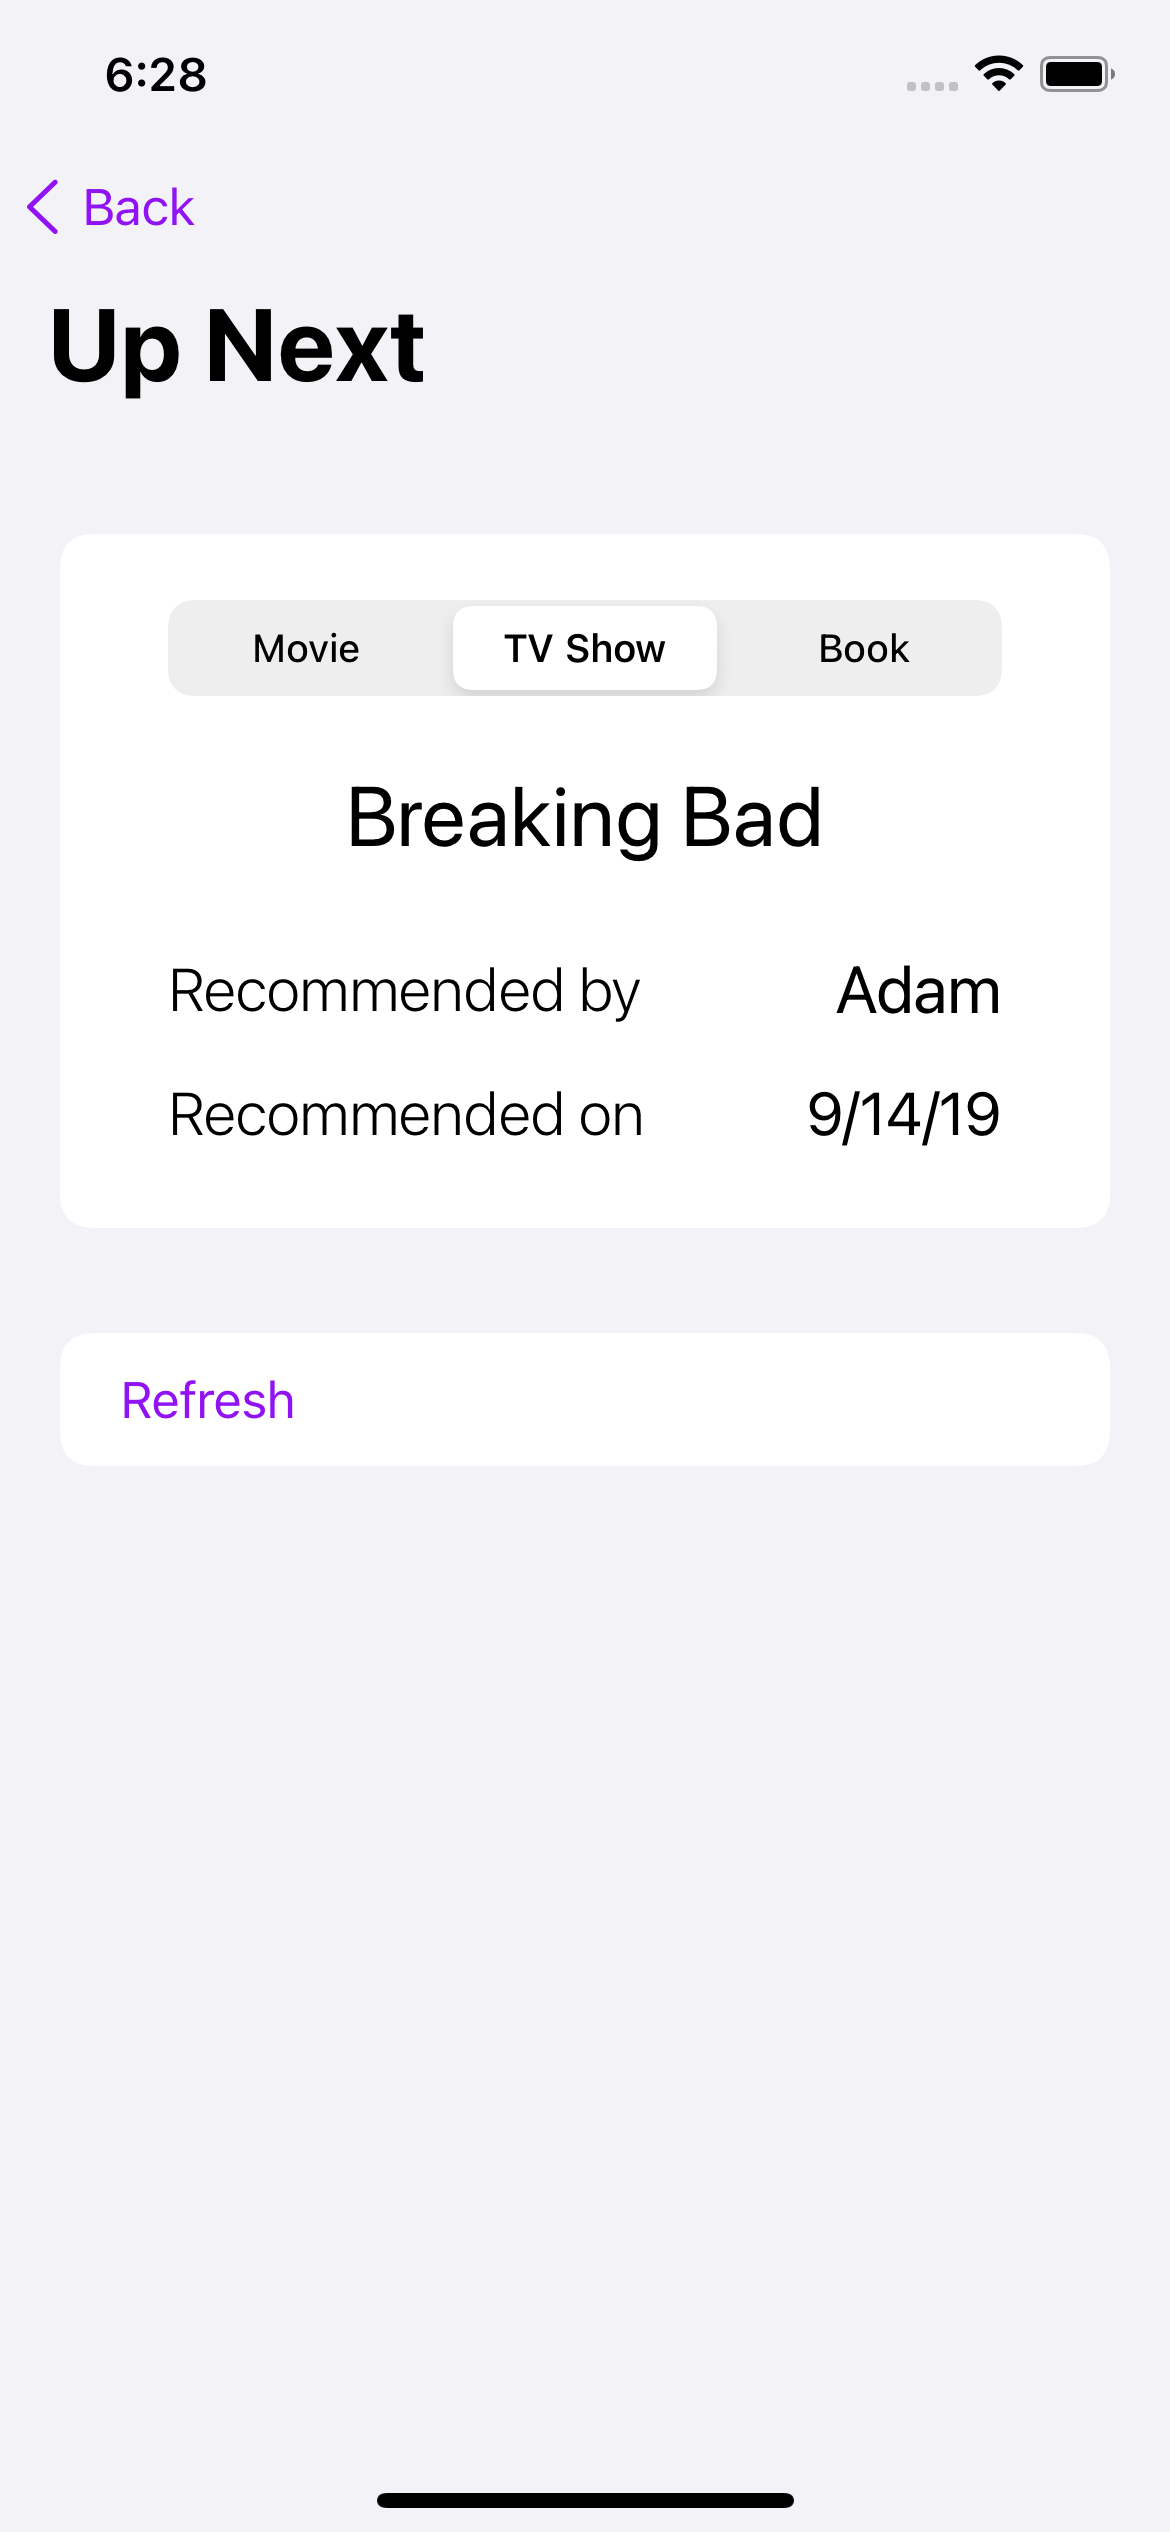 6:28
Back
Up Next
Movie TV Show Book
Breaking Bad
Recommended by Adam
Recommended on 9/14/19
Refresh